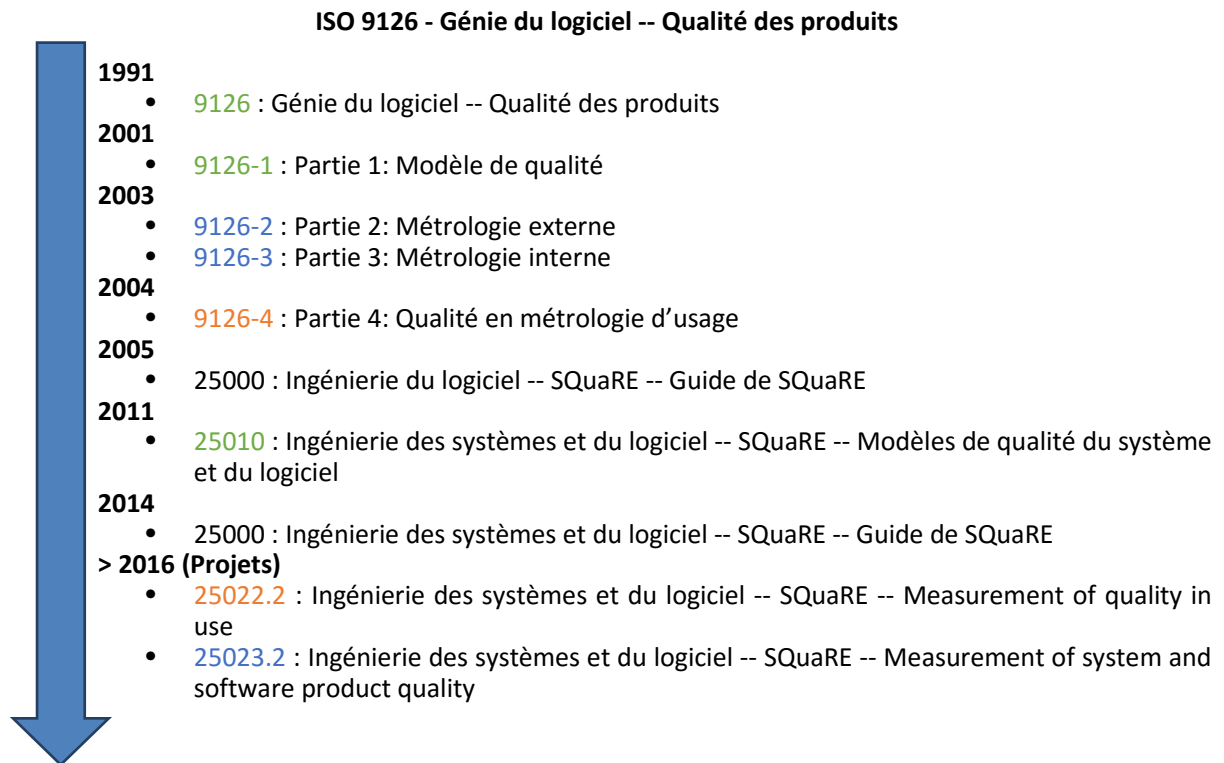 ISO 9126 - Génie du logiciel -- Qualité des produits
1991
• 9126 : Génie du logiciel -- Qualité des produits
2001
• 9126-1 : Partie 1: Modèle de qualité
2003
• 9126-2 : Partie 2: Métrologie externe
• 9126-3 : Partie 3: Métrologie interne
2004
• 9126-4 : Partie 4: Qualité en métrologie d’usage
2005
• 25000 : Ingénierie du logiciel -- SQuaRE -- Guide de SQuaRE
2011
• 25010 : Ingénierie des systèmes et du logiciel -- SQuaRE -- Modèles de qualité du système
et du logiciel
2014
• 25000 : Ingénierie des systèmes et du logiciel -- SQuaRE -- Guide de SQuaRE
> 2016 (Projets)
• 25022.2 : Ingénierie des systèmes et du logiciel -- SQuaRE -- Measurement of quality in
use
• 25023.2 : Ingénierie des systèmes et du logiciel -- SQuaRE -- Measurement of system and
software product quality